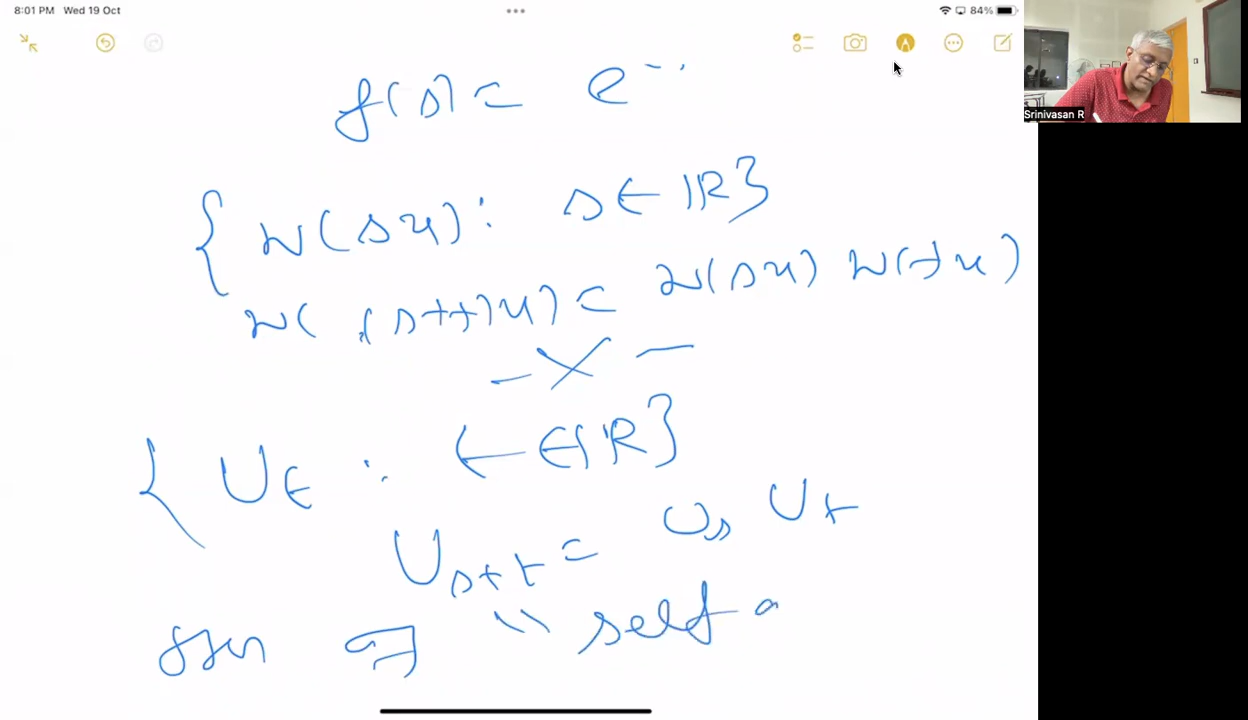 8:01 PM Wed 19 Oct
84%
Srinivasan R
f(s) = e
{ W(su) : s ∈ ℝ}
W((s+t)u) = W(su) W(tu)
— X —
{ U_t : t ∈ ℝ}
U_{s+t} = U_s U_t
" self a